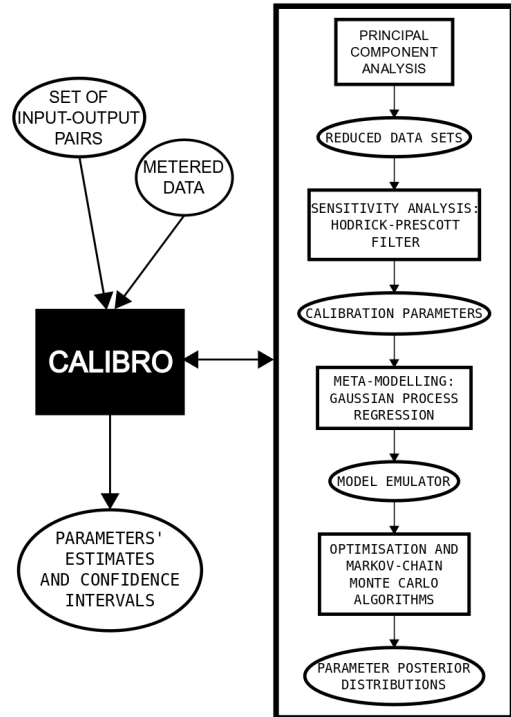 SET OF
INPUT-OUTPUT
PAIRS
METERED
DATA
CALIBRO
PARAMETERS'
ESTIMATES
AND CONFIDENCE
INTERVALS
PRINCIPAL
COMPONENT
ANALYSIS
REDUCED DATA SETS
SENSITIVITY ANALYSIS:
HODRICK-PRESCOTT
FILTER
CALIBRATION PARAMETERS
META-MODELLING:
GAUSSIAN PROCESS
REGRESSION
MODEL EMULATOR
OPTIMISATION AND
MARKOV-CHAIN
MONTE CARLO
ALGORITHMS
PARAMETER POSTERIOR
DISTRIBUTIONS